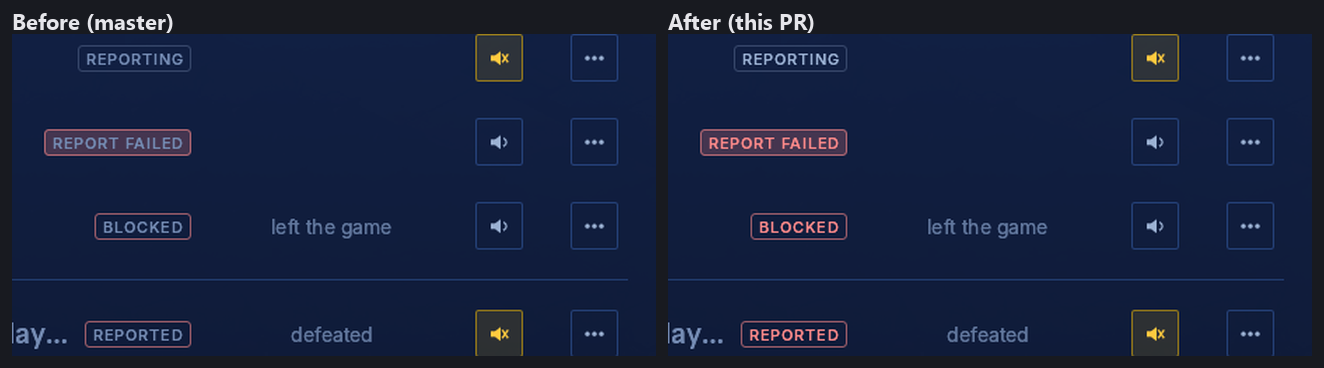 Before (master)
REPORTING
REPORT FAILED
BLOCKED left the game
lay... REPORTED defeated
After (this PR)
REPORTING
REPORT FAILED
BLOCKED left the game
lay... REPORTED defeated